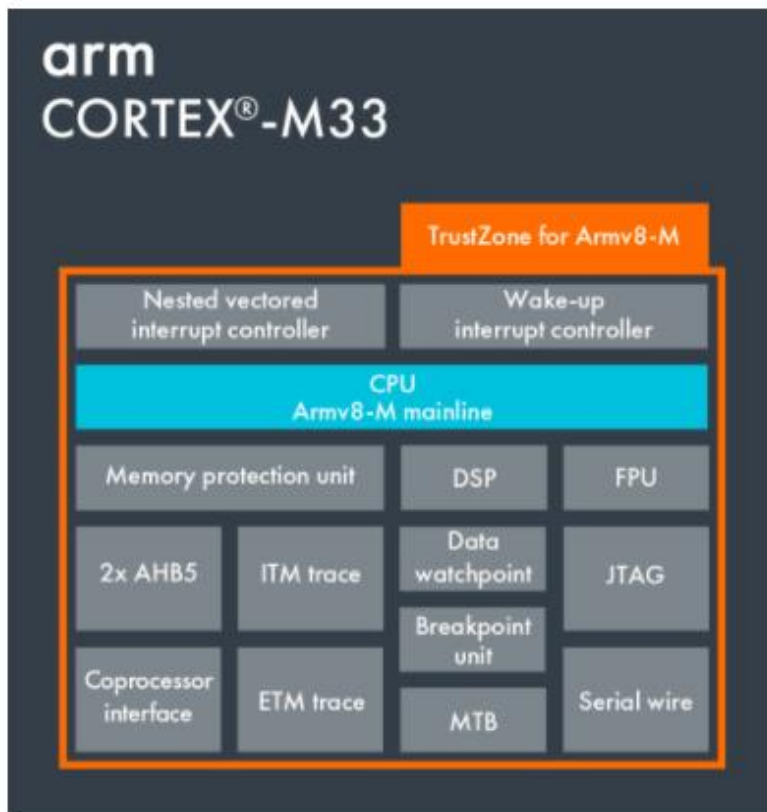 arm
CORTEX®-M33
TrustZone for Armv8-M
Nested vectored
interrupt controller
Wake-up
interrupt controller
CPU
Armv8-M mainline
Memory protection unit
DSP
FPU
2x AHB5
ITM trace
Data
watchpoint
JTAG
Breakpoint
unit
Coprocessor
interface
ETM trace
MTB
Serial wire